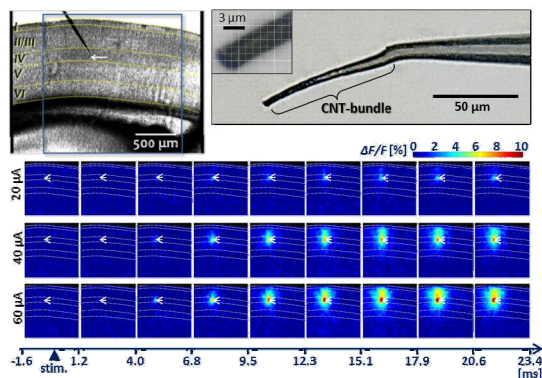 I
II/III
IV
V
VI
500 μm
3 μm
CNT-bundle
50 μm
ΔF/F [%]
0 2 4 6 8 10
20 μA
40 μA
60 μA
-1.6 1.2 4.0 6.8 9.5 12.3 15.1 17.9 20.6 23.4
stim.
[ms]